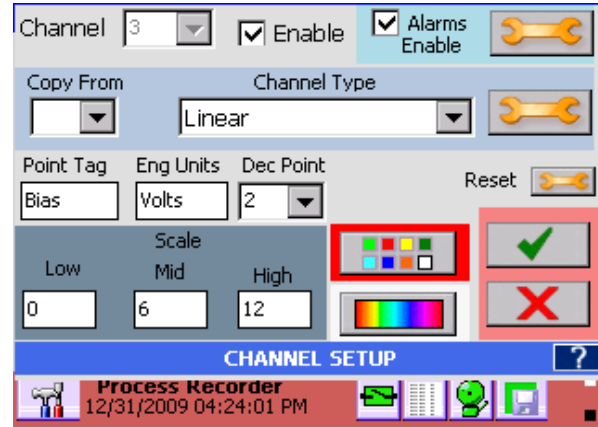 Channel 3 Enable Alarms Enable
Copy From Channel Type
Linear
Point Tag Eng Units Dec Point
Reset
Bias Volts 2
Scale
Low Mid High
0 6 12
CHANNEL SETUP ?
Process Recorder
12/31/2009 04:24:01 PM